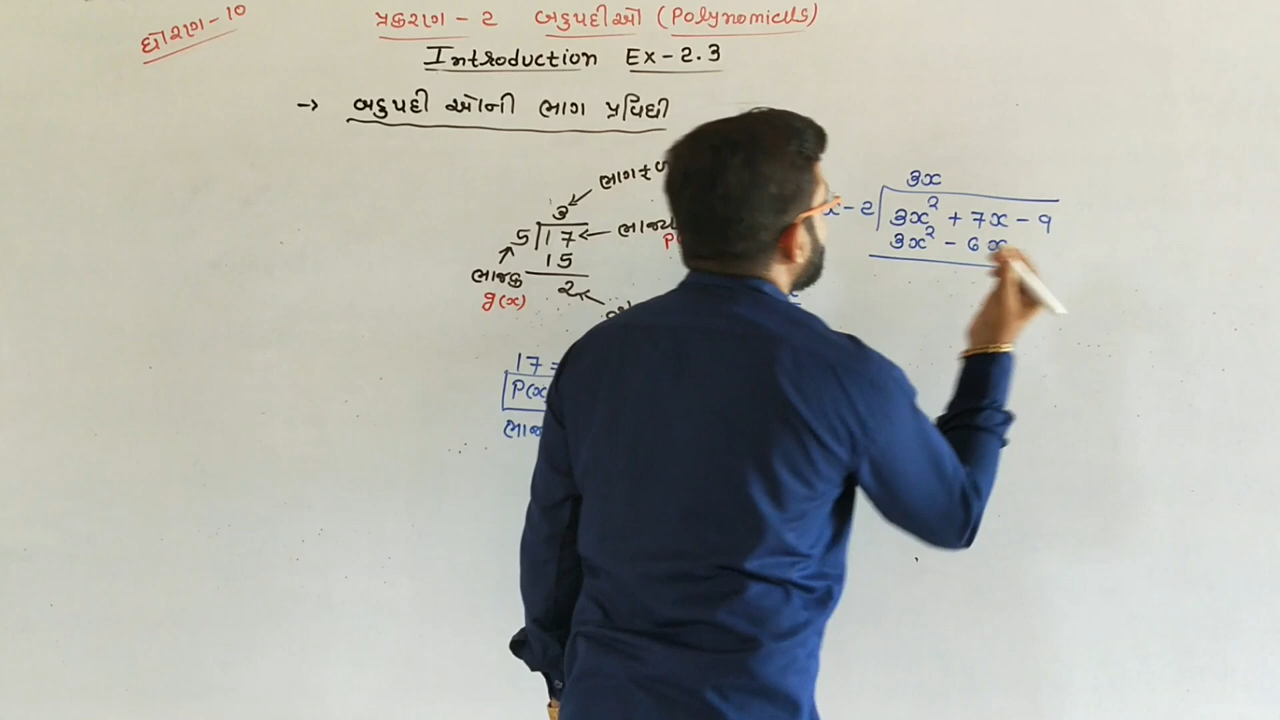 ધોરણ - 10
પ્રકરણ - 2 બહુપદીઓ (Polynomials)
Introduction Ex - 2.3
→ બહુપદી ઓની ભાગ પ્રવિધી
ભાગફળ
3
5 17 ← ભાજ્ય
15
2
ભાજક
g(x)
17 =
P(x)
3x
x - 2 3x² + 7x - 9
3x² - 6x